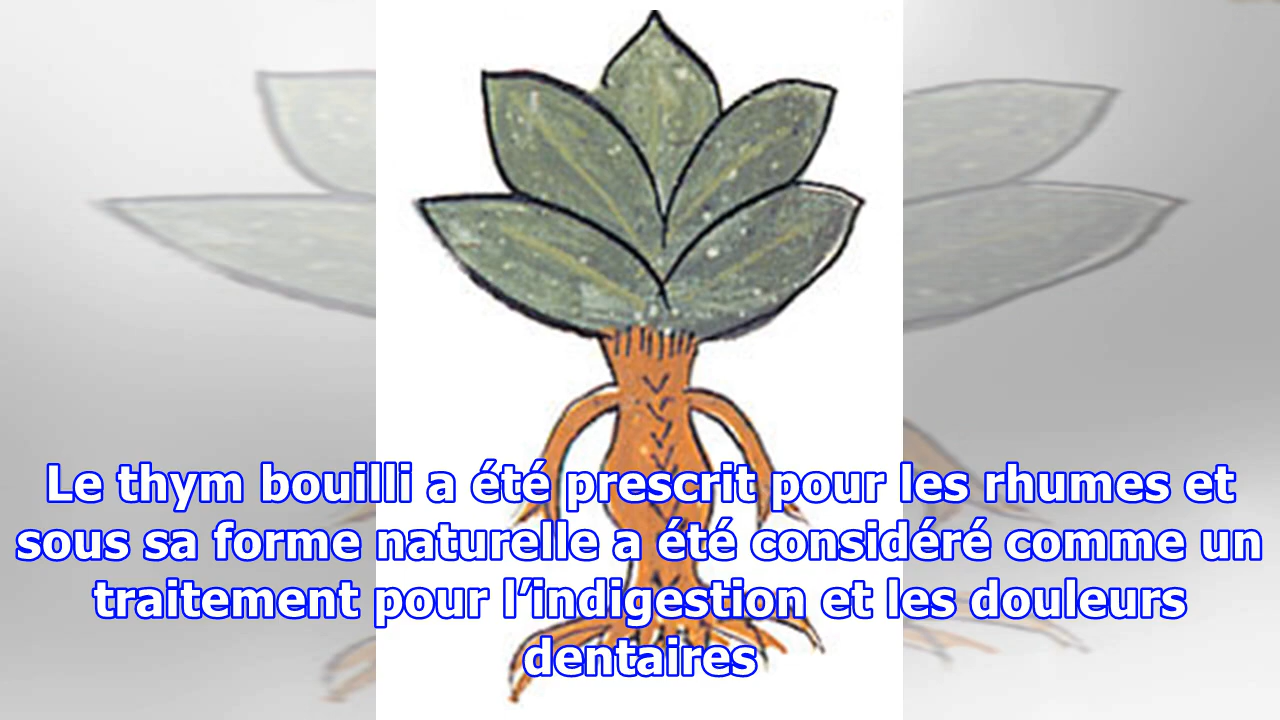 Le thym bouilli a été prescrit pour les rhumes et
sous sa forme naturelle a été considéré comme un
traitement pour l’indigestion et les douleurs
dentaires